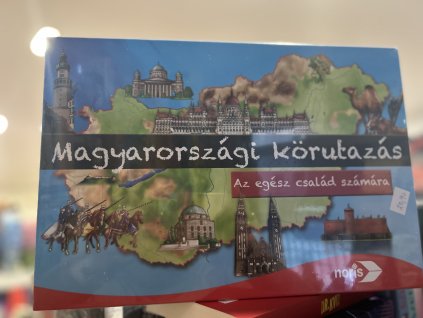 Magyarországi körutazás
Az egész család számára
noris